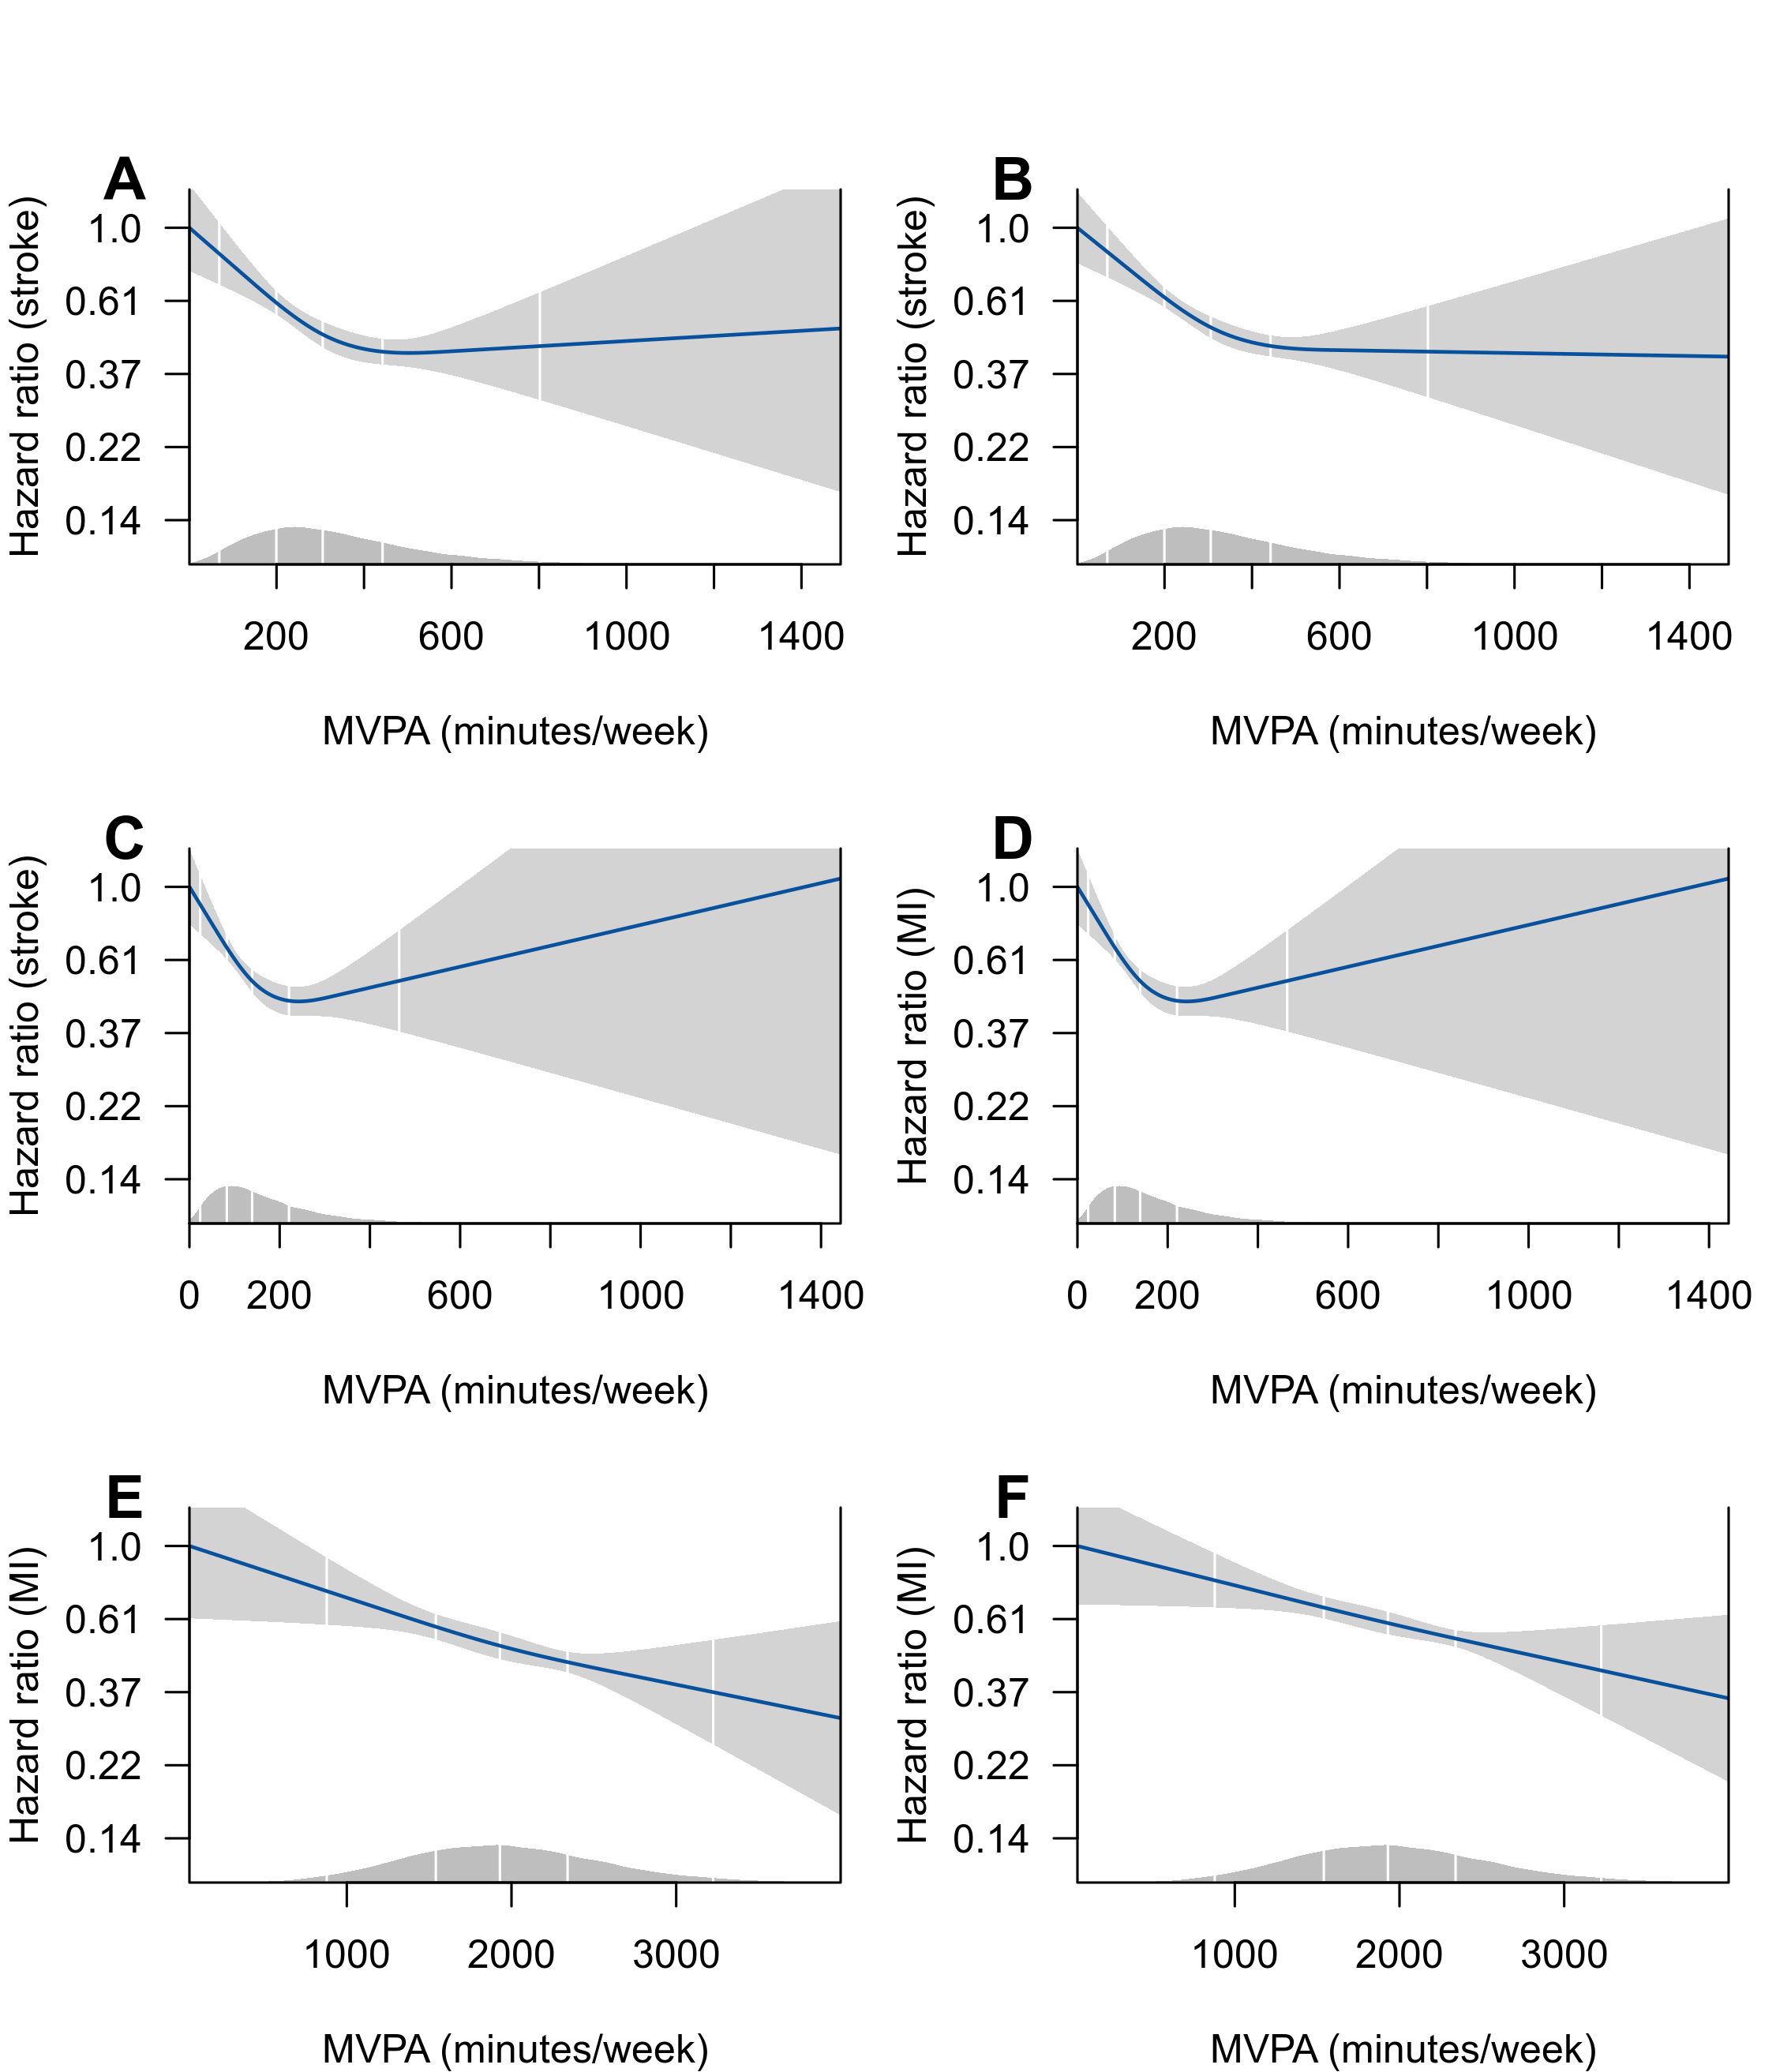 A
Hazard ratio (stroke)
1.0
0.61
0.37
0.22
0.14
200 600 1000 1400
MVPA (minutes/week)
B
Hazard ratio (stroke)
1.0
0.61
0.37
0.22
0.14
200 600 1000 1400
MVPA (minutes/week)
C
Hazard ratio (stroke)
1.0
0.61
0.37
0.22
0.14
0 200 600 1000 1400
MVPA (minutes/week)
D
Hazard ratio (MI)
1.0
0.61
0.37
0.22
0.14
0 200 600 1000 1400
MVPA (minutes/week)
E
Hazard ratio (MI)
1.0
0.61
0.37
0.22
0.14
1000 2000 3000
MVPA (minutes/week)
F
Hazard ratio (MI)
1.0
0.61
0.37
0.22
0.14
1000 2000 3000
MVPA (minutes/week)